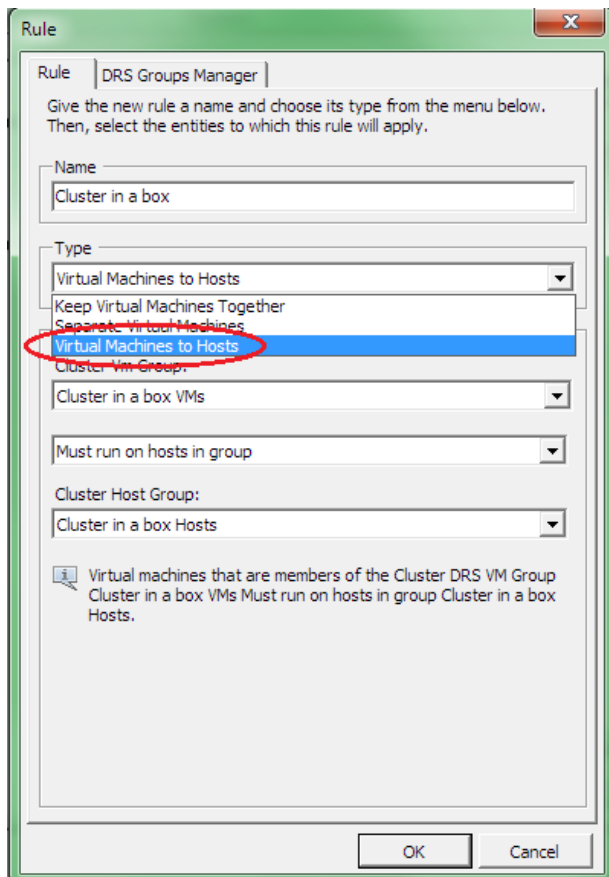 Rule
Rule
DRS Groups Manager
Give the new rule a name and choose its type from the menu below.
Then, select the entities to which this rule will apply.
Name
Cluster in a box
Type
Virtual Machines to Hosts
Keep Virtual Machines Together
Separate Virtual Machines
Virtual Machines to Hosts
Cluster Vm Group:
Cluster in a box VMs
Must run on hosts in group
Cluster Host Group:
Cluster in a box Hosts
Virtual machines that are members of the Cluster DRS VM Group
Cluster in a box VMs Must run on hosts in group Cluster in a box
Hosts.
OK
Cancel